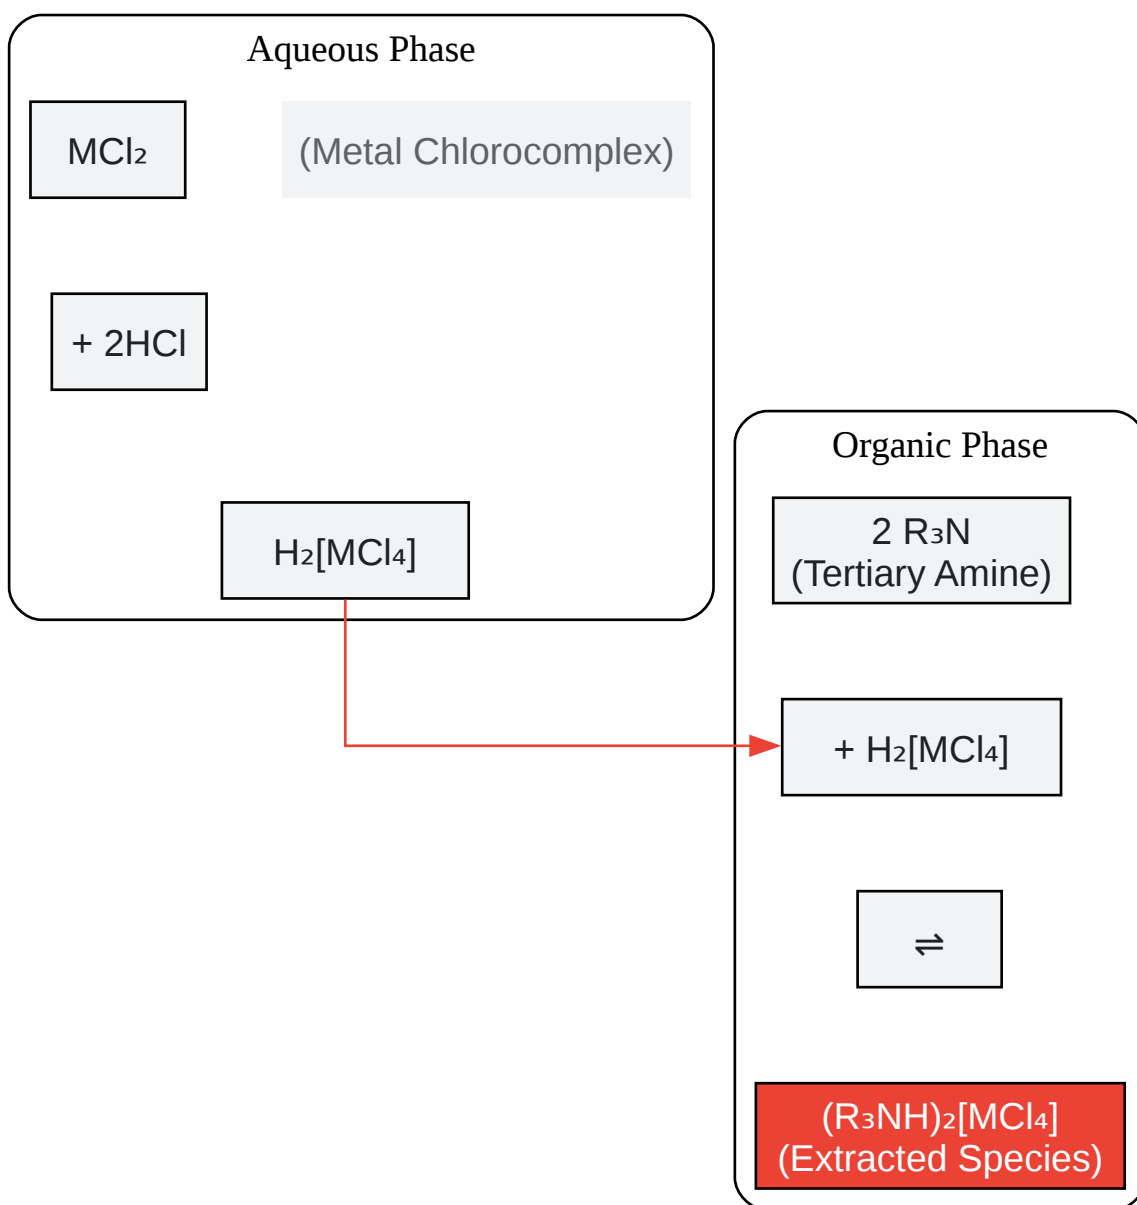 Aqueous Phase
MCl₂
(Metal Chlorocomplex)
+ 2HCl
H₂[MCl₄]
Organic Phase
2 R₃N
(Tertiary Amine)
+ H₂[MCl₄]
⇌
(R₃NH)₂[MCl₄]
(Extracted Species)